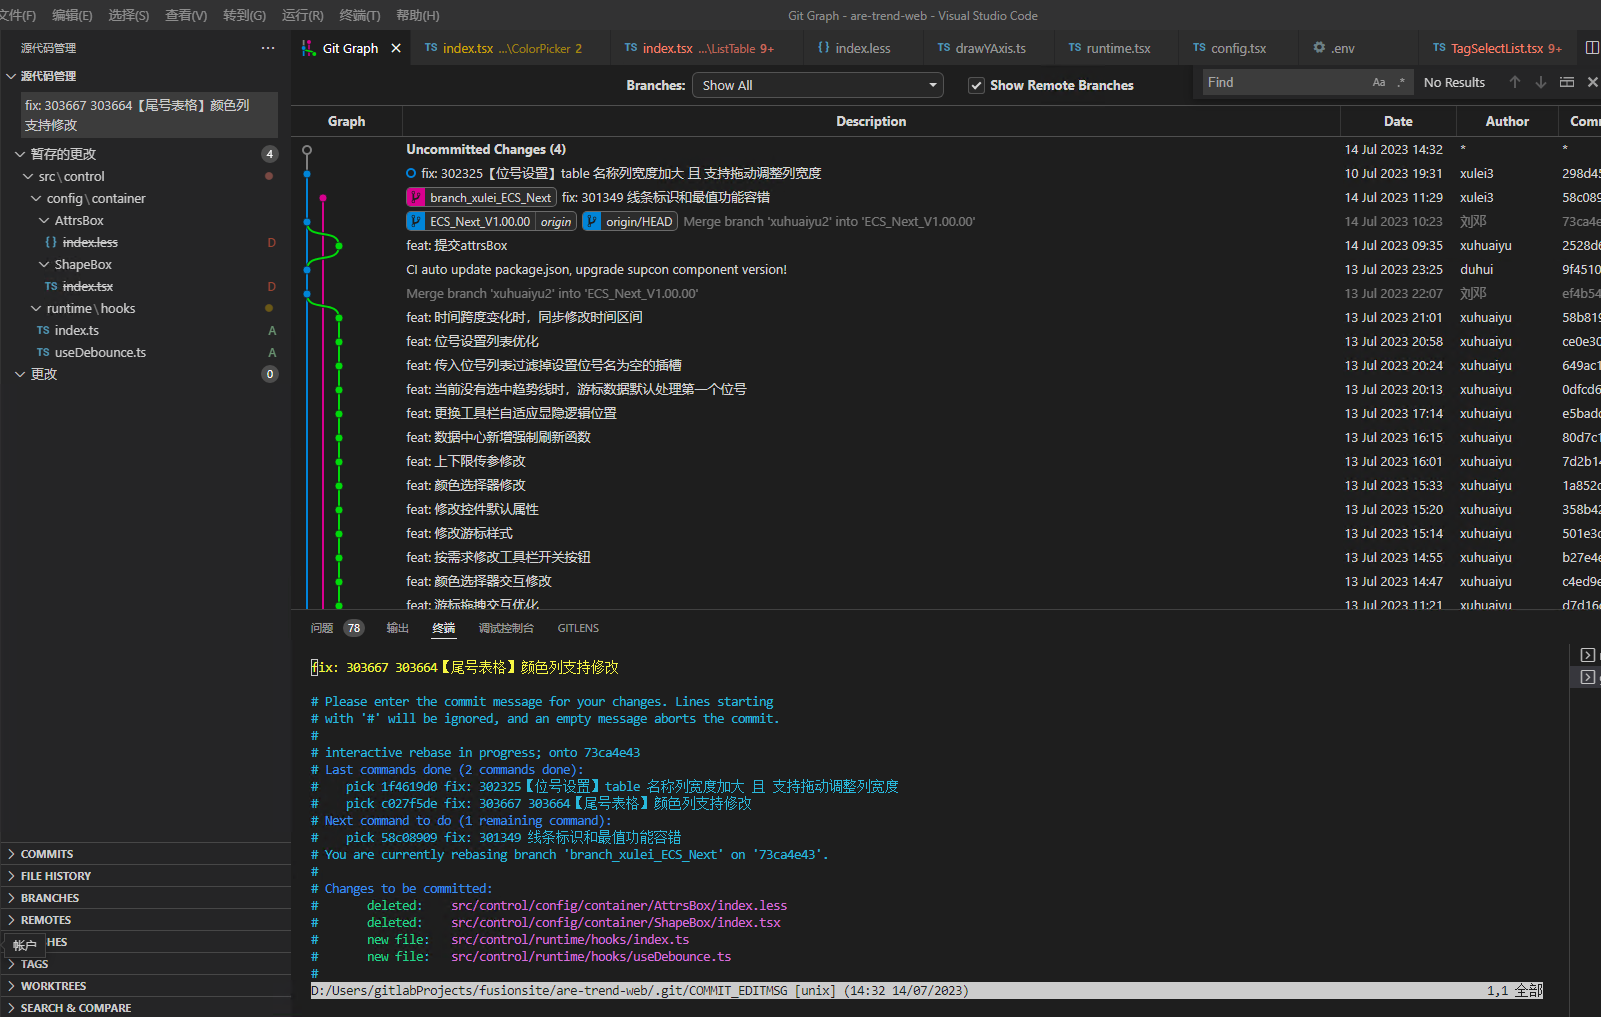 文件(F) 编辑(E) 选择(S) 查看(V) 转到(G) 运行(R) 终端(T) 帮助(H) Git Graph - are-trend-web - Visual Studio Code
源代码管理 ···
Git Graph
TS index.tsx ...\ColorPicker 2
TS index.tsx ...\ListTable 9+
{} index.less
TS drawYAxis.ts
TS runtime.tsx
TS config.tsx
.env
TS TagSelectList.tsx 9+
源代码管理
fix: 303667 303664【尾号表格】颜色列
支持修改
暂存的更改 4
src\control
config\container
AttrsBox
{} index.less D
ShapeBox
TS index.tsx D
runtime\hooks
TS index.ts A
TS useDebounce.ts A
更改 0
COMMITS
FILE HISTORY
BRANCHES
REMOTES
帐户 HES
TAGS
WORKTREES
SEARCH & COMPARE
Branches: Show All Show Remote Branches
Find Aa .* No Results
Graph Description Date Author Comm
Uncommitted Changes (4) 14 Jul 2023 14:32 * *
fix: 302325【位号设置】table 名称列宽度加大 且 支持拖动调整列宽度 10 Jul 2023 19:31 xulei3 298d45
branch_xulei_ECS_Next fix: 301349 线条标识和最值功能容错 14 Jul 2023 11:29 xulei3 58c089
ECS_Next_V1.00.00 origin origin/HEAD Merge branch 'xuhuaiyu2' into 'ECS_Next_V1.00.00' 14 Jul 2023 10:23 刘邓 73ca4e
feat: 提交attrsBox 14 Jul 2023 09:35 xuhuaiyu 2528d6
CI auto update package.json, upgrade supcon component version! 13 Jul 2023 23:25 duhui 9f4510
Merge branch 'xuhuaiyu2' into 'ECS_Next_V1.00.00' 13 Jul 2023 22:07 刘邓 ef4b54
feat: 时间跨度变化时，同步修改时间区间 13 Jul 2023 21:01 xuhuaiyu 58b819
feat: 位号设置列表优化 13 Jul 2023 20:58 xuhuaiyu ce0e30
feat: 传入位号列表过滤掉设置位号名为空的插槽 13 Jul 2023 20:24 xuhuaiyu 649ac1
feat: 当前没有选中趋势线时，游标数据默认处理第一个位号 13 Jul 2023 20:13 xuhuaiyu 0dfcd6
feat: 更换工具栏自适应显隐逻辑位置 13 Jul 2023 17:14 xuhuaiyu e5badc
feat: 数据中心新增强制刷新函数 13 Jul 2023 16:15 xuhuaiyu 80d7c1
feat: 上下限传参修改 13 Jul 2023 16:01 xuhuaiyu 7d2b14
feat: 颜色选择器修改 13 Jul 2023 15:33 xuhuaiyu 1a852c
feat: 修改控件默认属性 13 Jul 2023 15:20 xuhuaiyu 358b42
feat: 修改游标样式 13 Jul 2023 15:14 xuhuaiyu 501e3c
feat: 按需求修改工具栏开关按钮 13 Jul 2023 14:55 xuhuaiyu b27e4e
feat: 颜色选择器交互修改 13 Jul 2023 14:47 xuhuaiyu c4ed9e
feat: 游标拖拽交互优化 13 Jul 2023 11:21 xuhuaiyu d7d16c
问题 78 输出 终端 调试控制台 GITLENS
fix: 303667 303664【尾号表格】颜色列支持修改
# Please enter the commit message for your changes. Lines starting
# with '#' will be ignored, and an empty message aborts the commit.
#
# interactive rebase in progress; onto 73ca4e43
# Last commands done (2 commands done):
#    pick 1f4619d0 fix: 302325【位号设置】table 名称列宽度加大 且 支持拖动调整列宽度
#    pick c027f5de fix: 303667 303664【尾号表格】颜色列支持修改
# Next command to do (1 remaining command):
#    pick 58c08909 fix: 301349 线条标识和最值功能容错
# You are currently rebasing branch 'branch_xulei_ECS_Next' on '73ca4e43'.
#
# Changes to be committed:
#       deleted:    src/control/config/container/AttrsBox/index.less
#       deleted:    src/control/config/container/ShapeBox/index.tsx
#       new file:   src/control/runtime/hooks/index.ts
#       new file:   src/control/runtime/hooks/useDebounce.ts
#
D:/Users/gitlabProjects/fusionsite/are-trend-web/.git/COMMIT_EDITMSG [unix] (14:32 14/07/2023) 1,1 全部